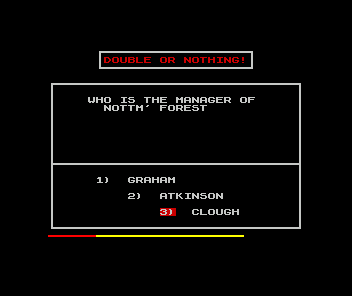 DOUBLE OR NOTHING!
WHO IS THE MANAGER OF
NOTTM' FOREST
1) GRAHAM
2) ATKINSON
3) CLOUGH